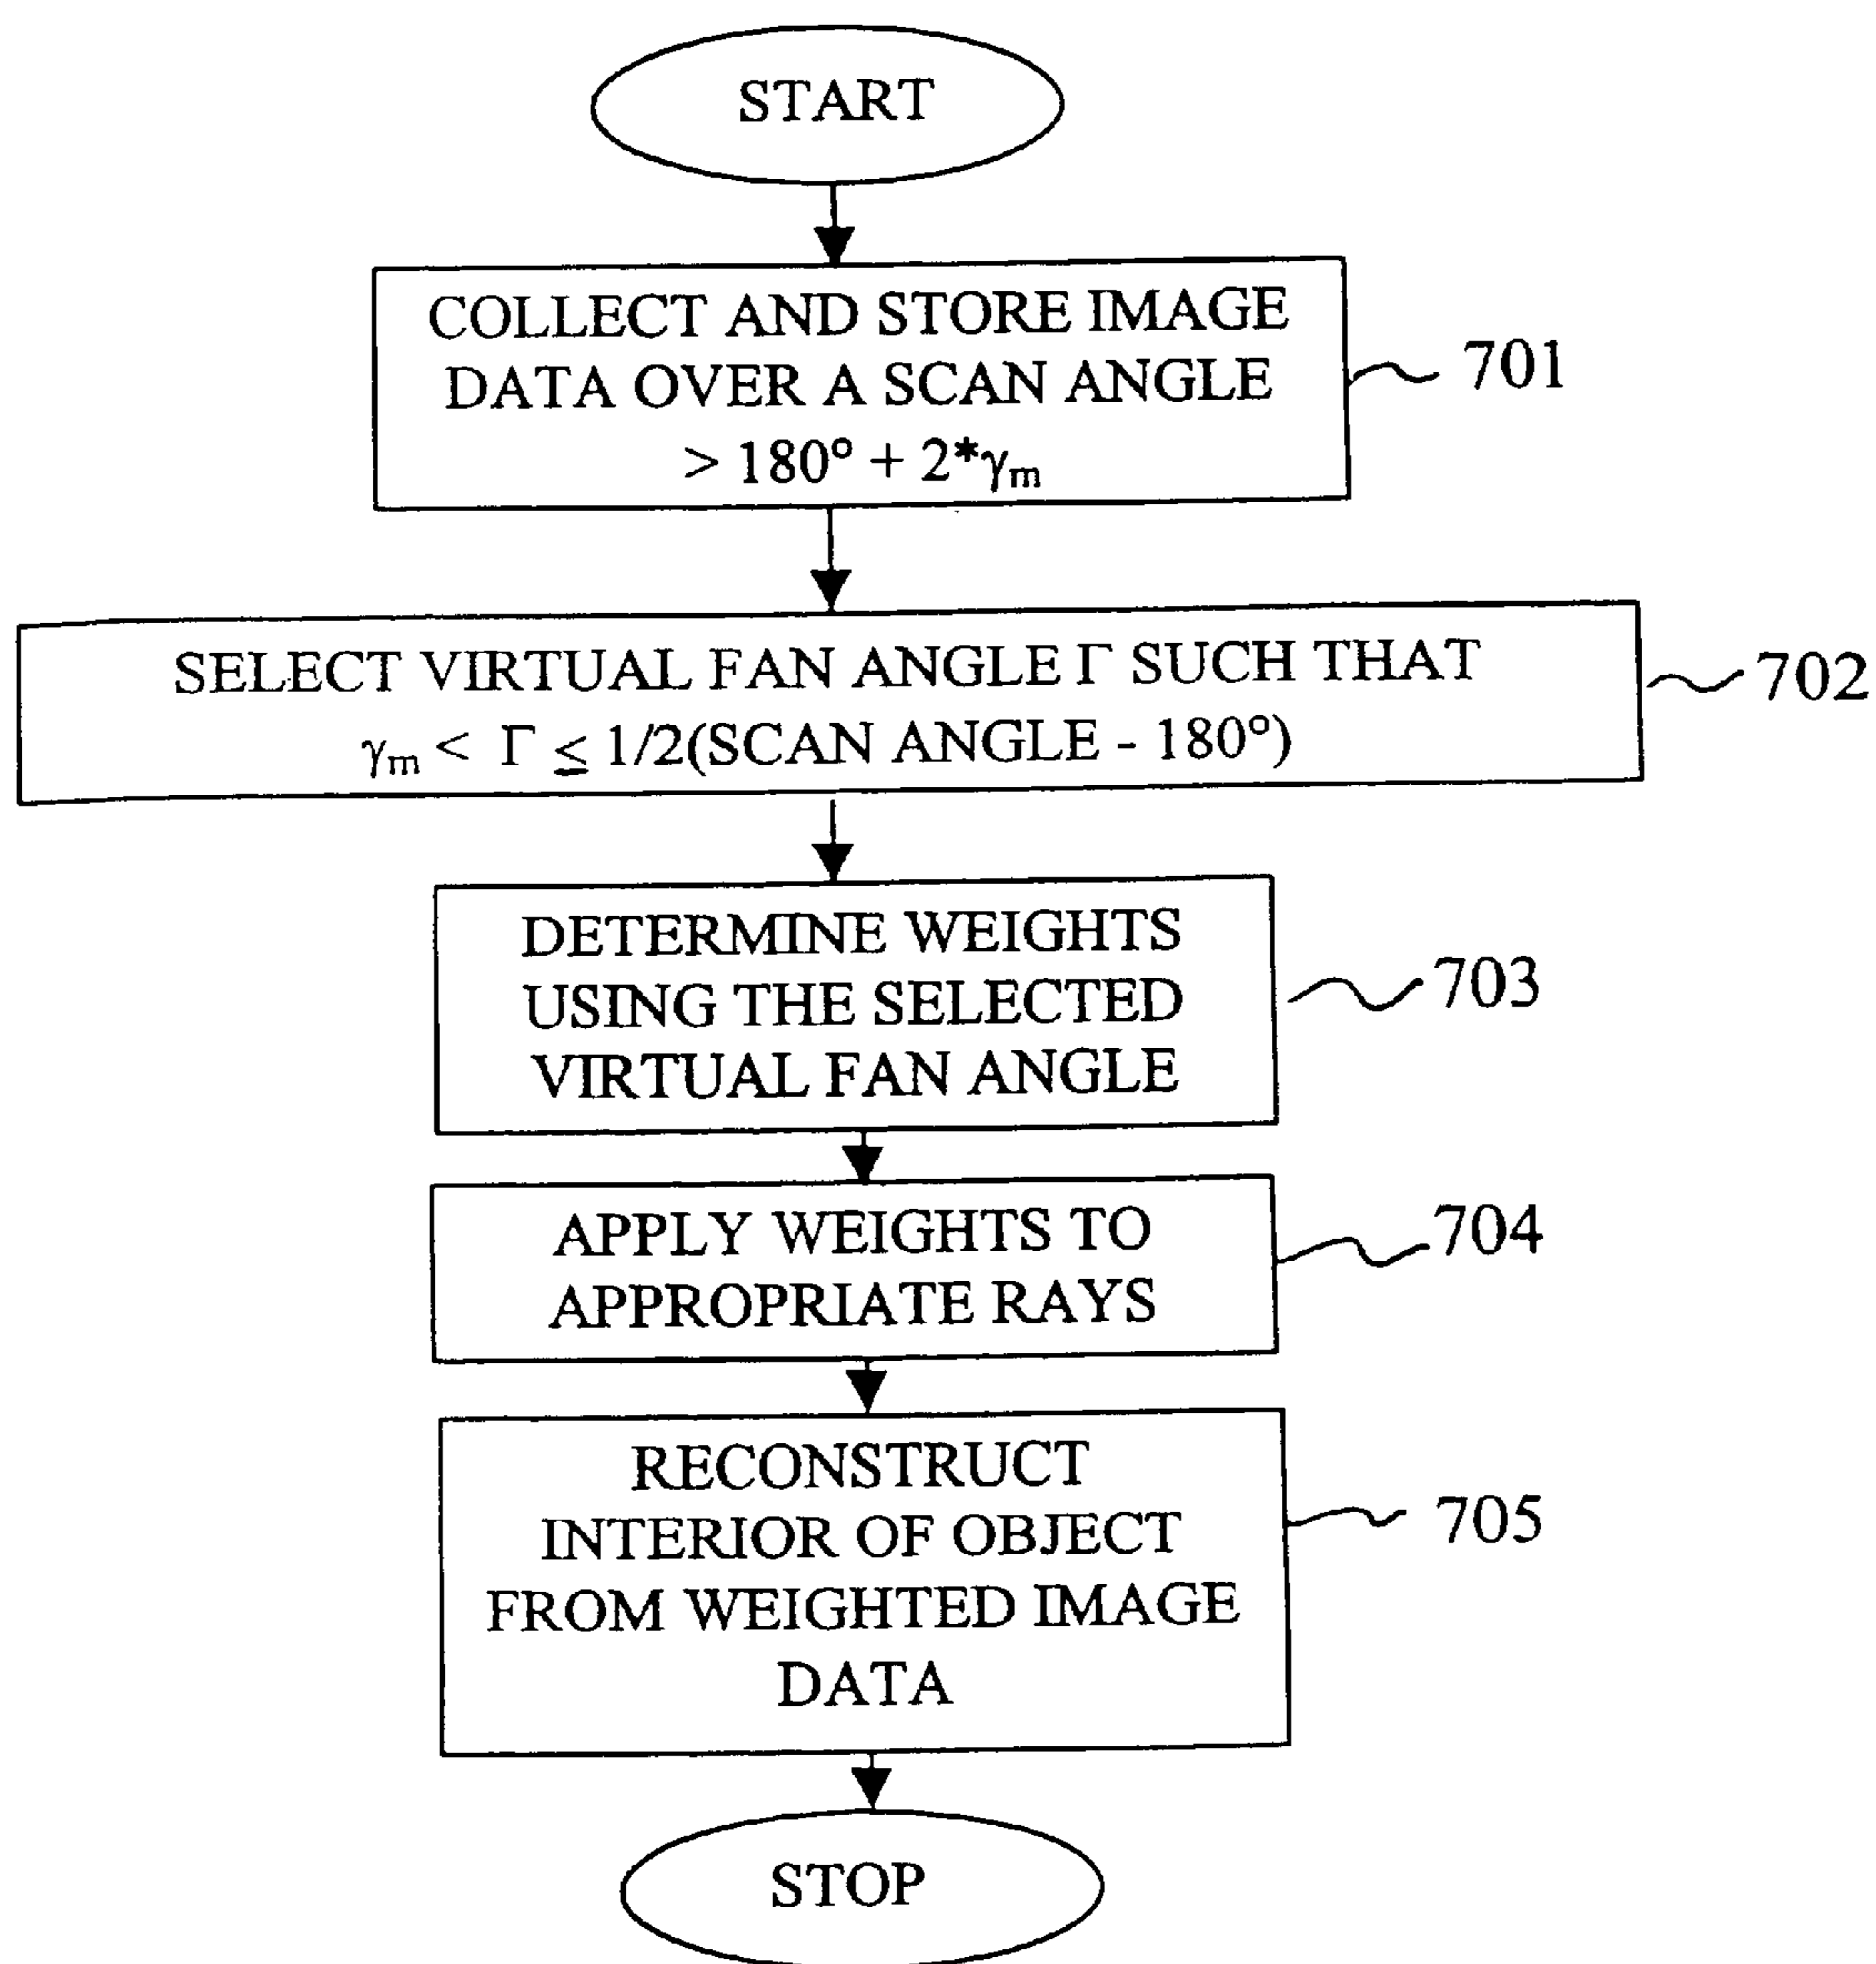 START
COLLECT AND STORE IMAGE
DATA OVER A SCAN ANGLE
> 180° + 2*γm
701
SELECT VIRTUAL FAN ANGLE Γ SUCH THAT
γm < Γ ≤ 1/2(SCAN ANGLE - 180°)
702
DETERMINE WEIGHTS
USING THE SELECTED
VIRTUAL FAN ANGLE
703
APPLY WEIGHTS TO
APPROPRIATE RAYS
704
RECONSTRUCT
INTERIOR OF OBJECT
FROM WEIGHTED IMAGE
DATA
705
STOP